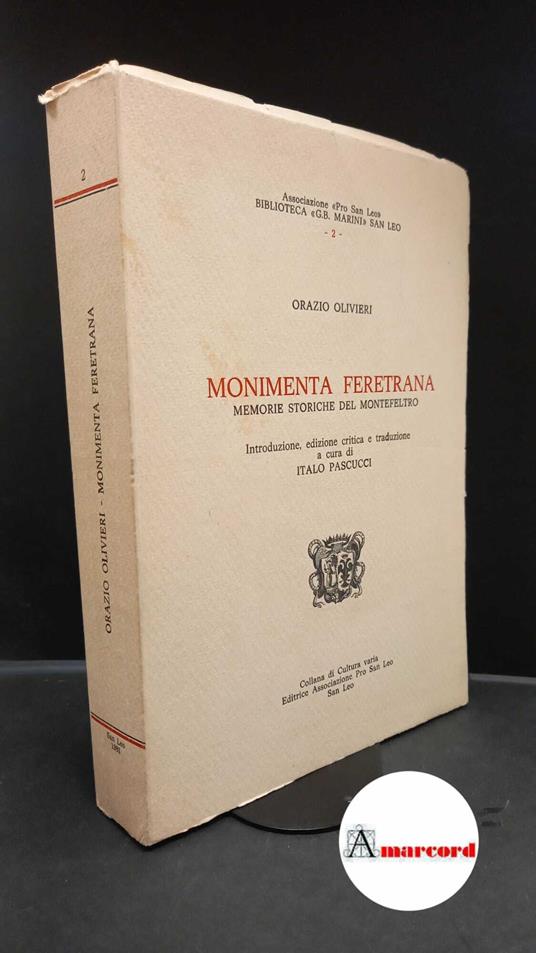 2
ORAZIO OLIVIERI - MONIMENTA FERETRANA
San Leo
1981
Associazione «Pro San Leo»
BIBLIOTECA «G.B. MARINI» SAN LEO
- 2 -
ORAZIO OLIVIERI
MONIMENTA FERETRANA
MEMORIE STORICHE DEL MONTEFELTRO
Introduzione, edizione critica e traduzione
a cura di
ITALO PASCUCCI
Collana di Cultura varia
Editrice Associazione Pro San Leo
San Leo
Amarcord